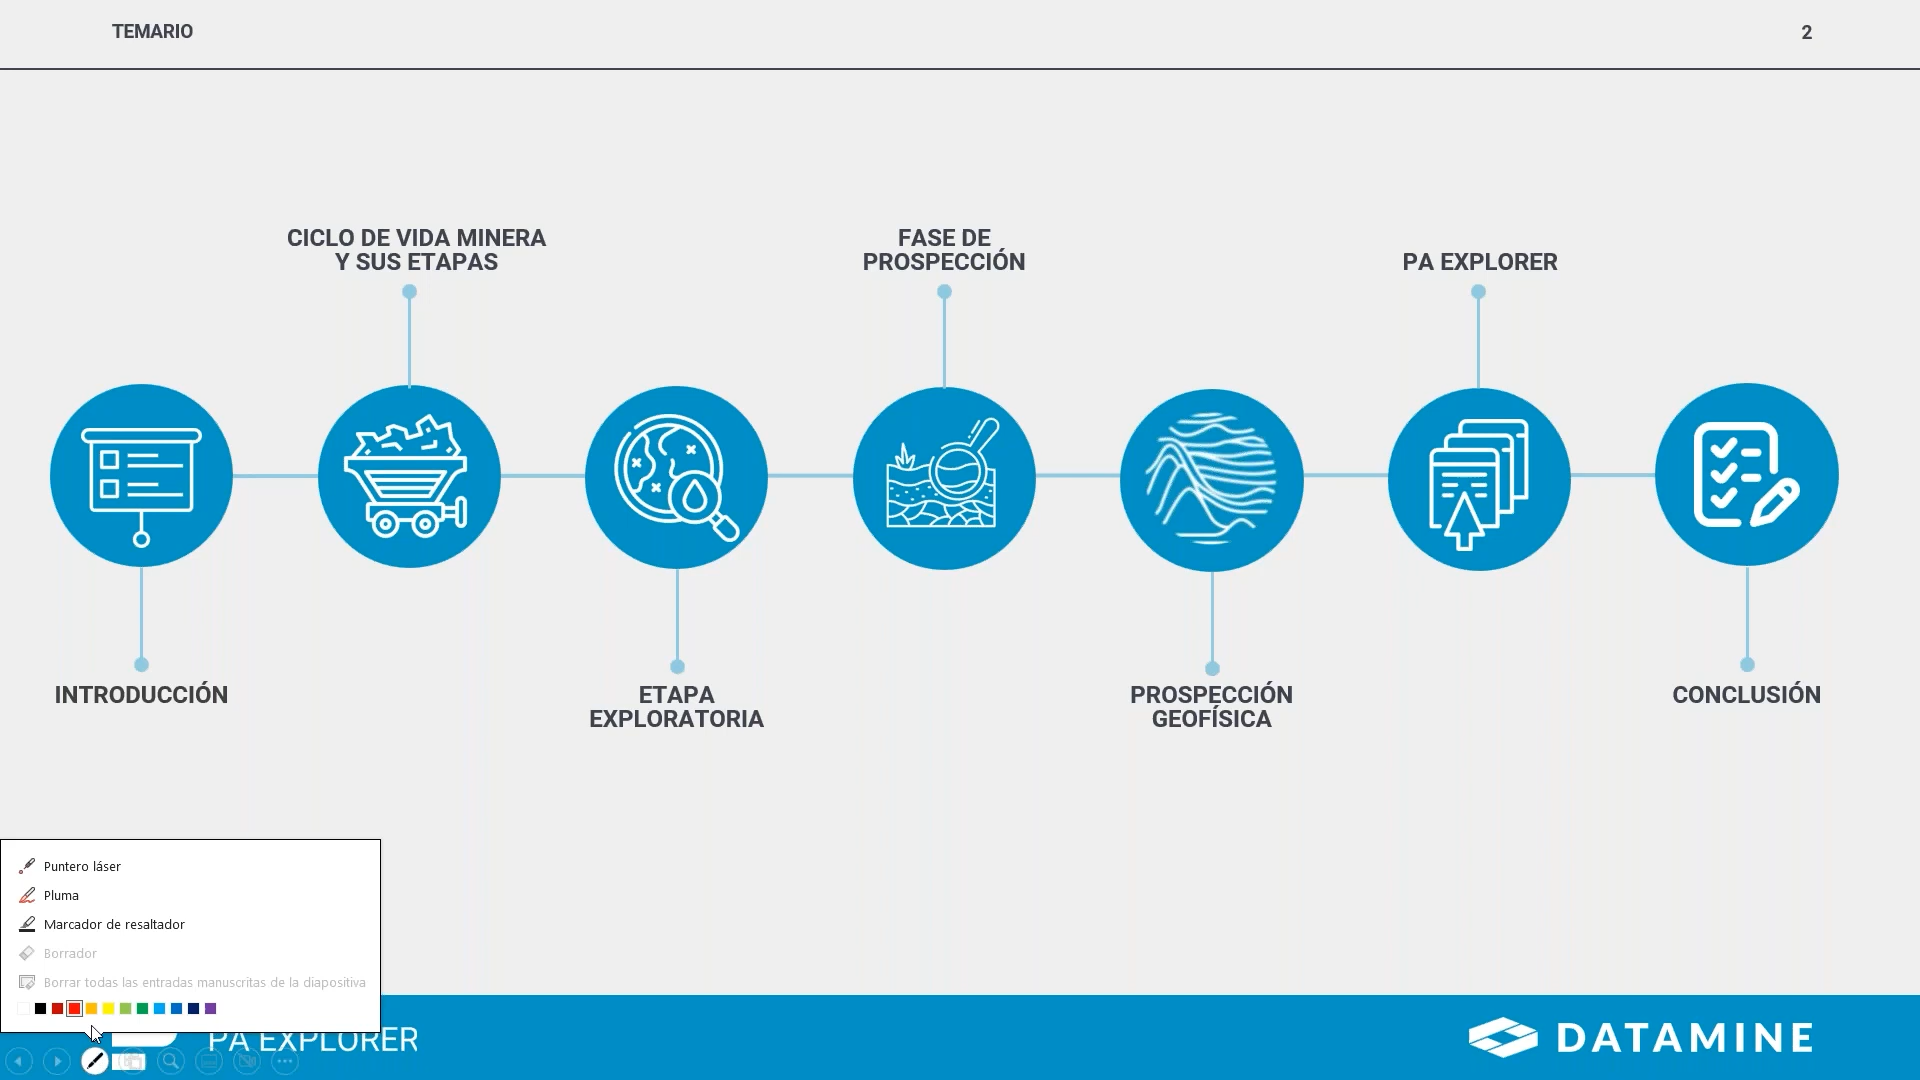 TEMARIO
2
CICLO DE VIDA MINERA
Y SUS ETAPAS
FASE DE
PROSPECCIÓN
PA EXPLORER
INTRODUCCIÓN
ETAPA
EXPLORATORIA
PROSPECCIÓN
GEOFÍSICA
CONCLUSIÓN
Puntero láser
Pluma
Marcador de resaltador
Borrador
Borrar todas las entradas manuscritas de la diapositiva
PA EXPLORER
DATAMINE